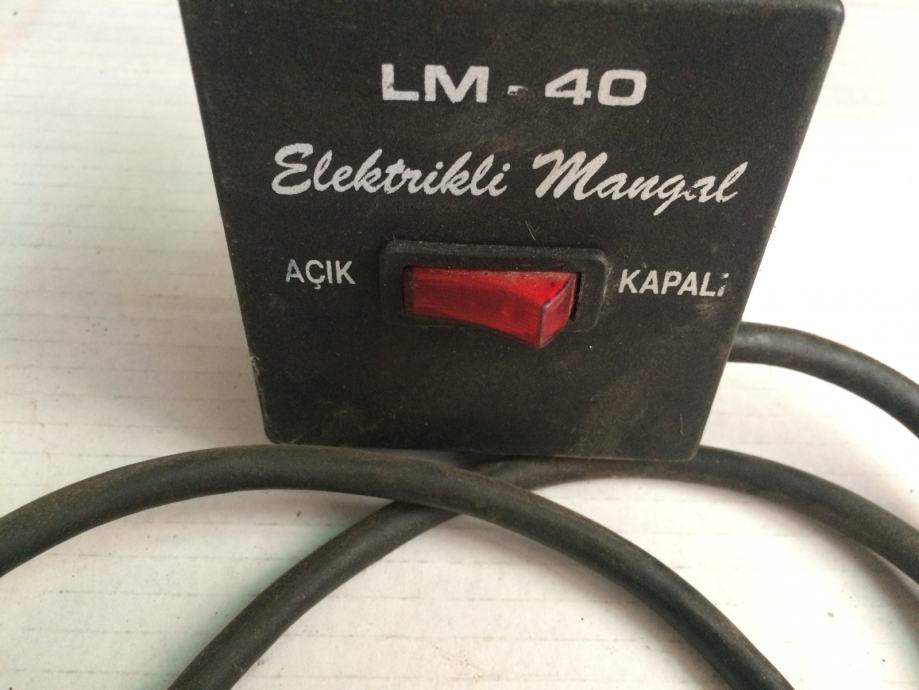 LM - 40
Elektrikli Mangal
AÇIK KAPALI